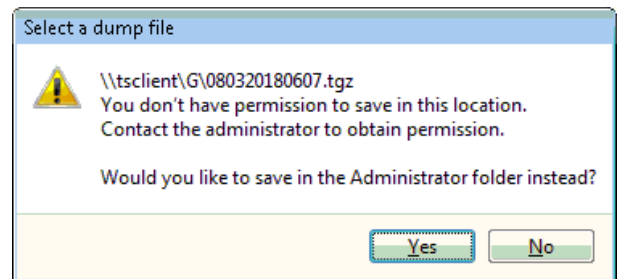 Select a dump file
\\tsclient\G\080320180607.tgz
You don't have permission to save in this location.
Contact the administrator to obtain permission.
Would you like to save in the Administrator folder instead?
Yes
No